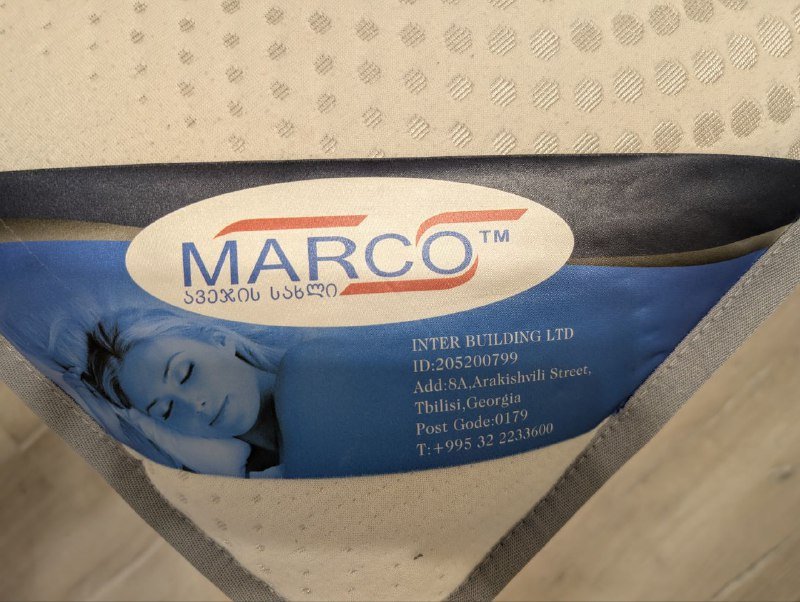 MARCO™
ავეჯის სახლი
INTER BUILDING LTD
ID:205200799
Add:8A,Arakishvili Street,
Tbilisi,Georgia
Post Gode:0179
T:+995 32 2233600